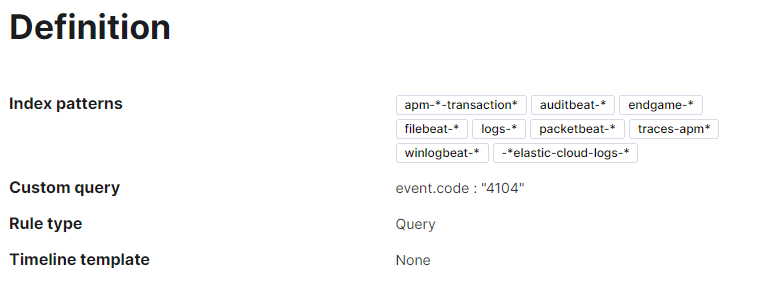 Definition
Index patterns apm-*-transaction* auditbeat-* endgame-*
filebeat-* logs-* packetbeat-* traces-apm*
winlogbeat-* -*elastic-cloud-logs-*
Custom query event.code : "4104"
Rule type Query
Timeline template None